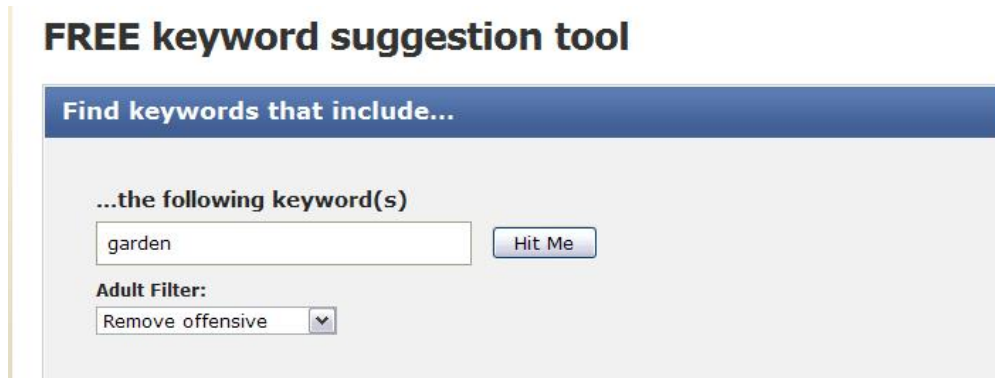 FREE keyword suggestion tool
Find keywords that include...
...the following keyword(s)
garden Hit Me
Adult Filter:
Remove offensive